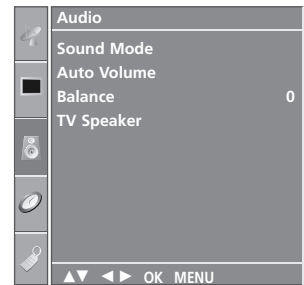 Audio
Sound Mode
Auto Volume
Balance 0
TV Speaker
▲▼ ◄► OK MENU